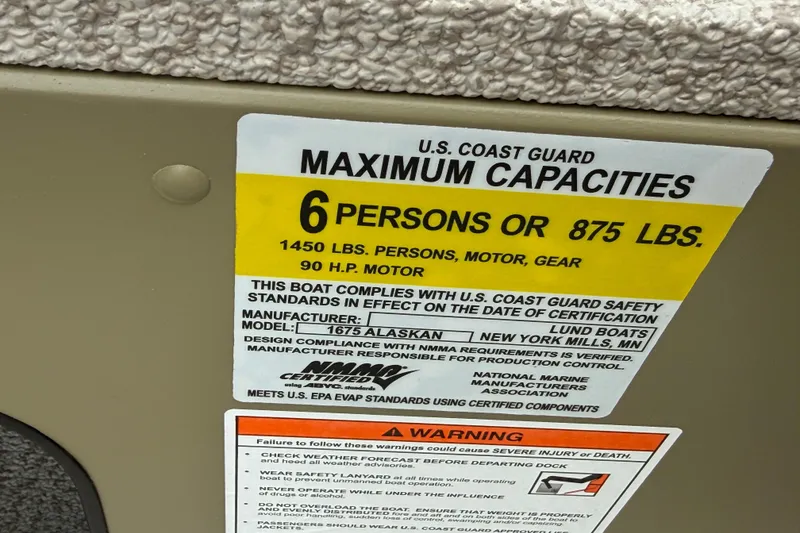 U.S. COAST GUARD
MAXIMUM CAPACITIES
6 PERSONS OR 875 LBS.
1450 LBS. PERSONS, MOTOR, GEAR
90 H.P. MOTOR
THIS BOAT COMPLIES WITH U.S. COAST GUARD SAFETY
STANDARDS IN EFFECT ON THE DATE OF CERTIFICATION
MANUFACTURER: LUND BOATS
MODEL: 1675 ALASKAN NEW YORK MILLS, MN
DESIGN COMPLIANCE WITH NMMA REQUIREMENTS IS VERIFIED.
MANUFACTURER RESPONSIBLE FOR PRODUCTION CONTROL.
NMMA
CERTIFIED
using ABYC. standards
NATIONAL MARINE
MANUFACTURERS
ASSOCIATION
MEETS U.S. EPA EVAP STANDARDS USING CERTIFIED COMPONENTS
WARNING
Failure to follow these warnings could cause SEVERE INJURY or DEATH.
• CHECK WEATHER FORECAST BEFORE DEPARTING DOCK
and heed all weather advisories.
• WEAR SAFETY LANYARD at all times while operating
boat to prevent unmanned boat operation.
• NEVER OPERATE WHILE UNDER THE INFLUENCE
of drugs or alcohol.
DO NOT OVERLOAD THE BOAT. ENSURE THAT WEIGHT IS PROPERLY
AND EVENLY DISTRIBUTED fore and aft and on both sides of the boat to
avoid poor handling, sudden loss of control, swamping and/or capsizing.
• PASSENGERS SHOULD WEAR U.S. COAST GUARD APPROVED LIFE
JACKETS.